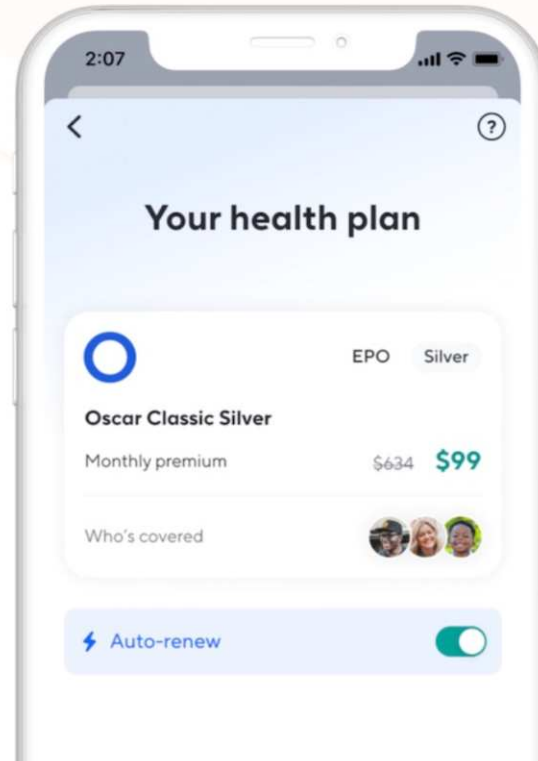 2:07
?
Your health plan
EPO Silver
Oscar Classic Silver
Monthly premium $634 $99
Who's covered
Auto-renew